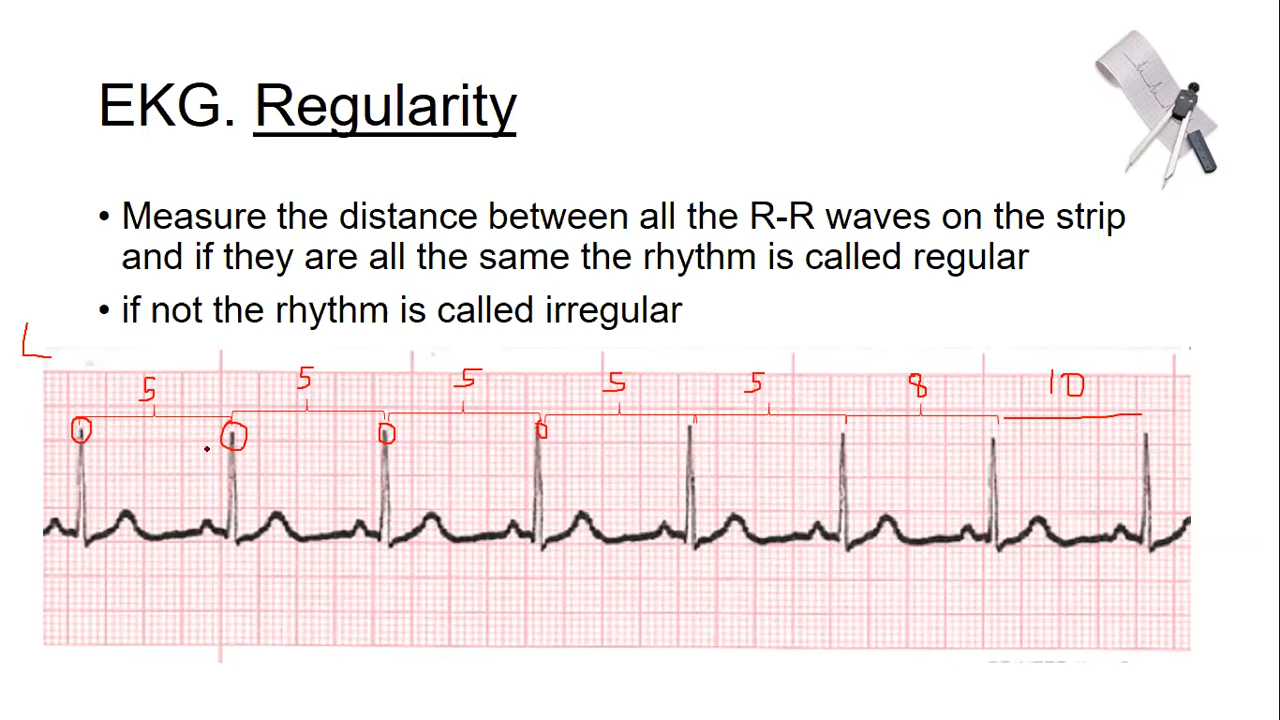 EKG. Regularity
• Measure the distance between all the R-R waves on the strip
and if they are all the same the rhythm is called regular
• if not the rhythm is called irregular
5 5 5 5 5 8 10